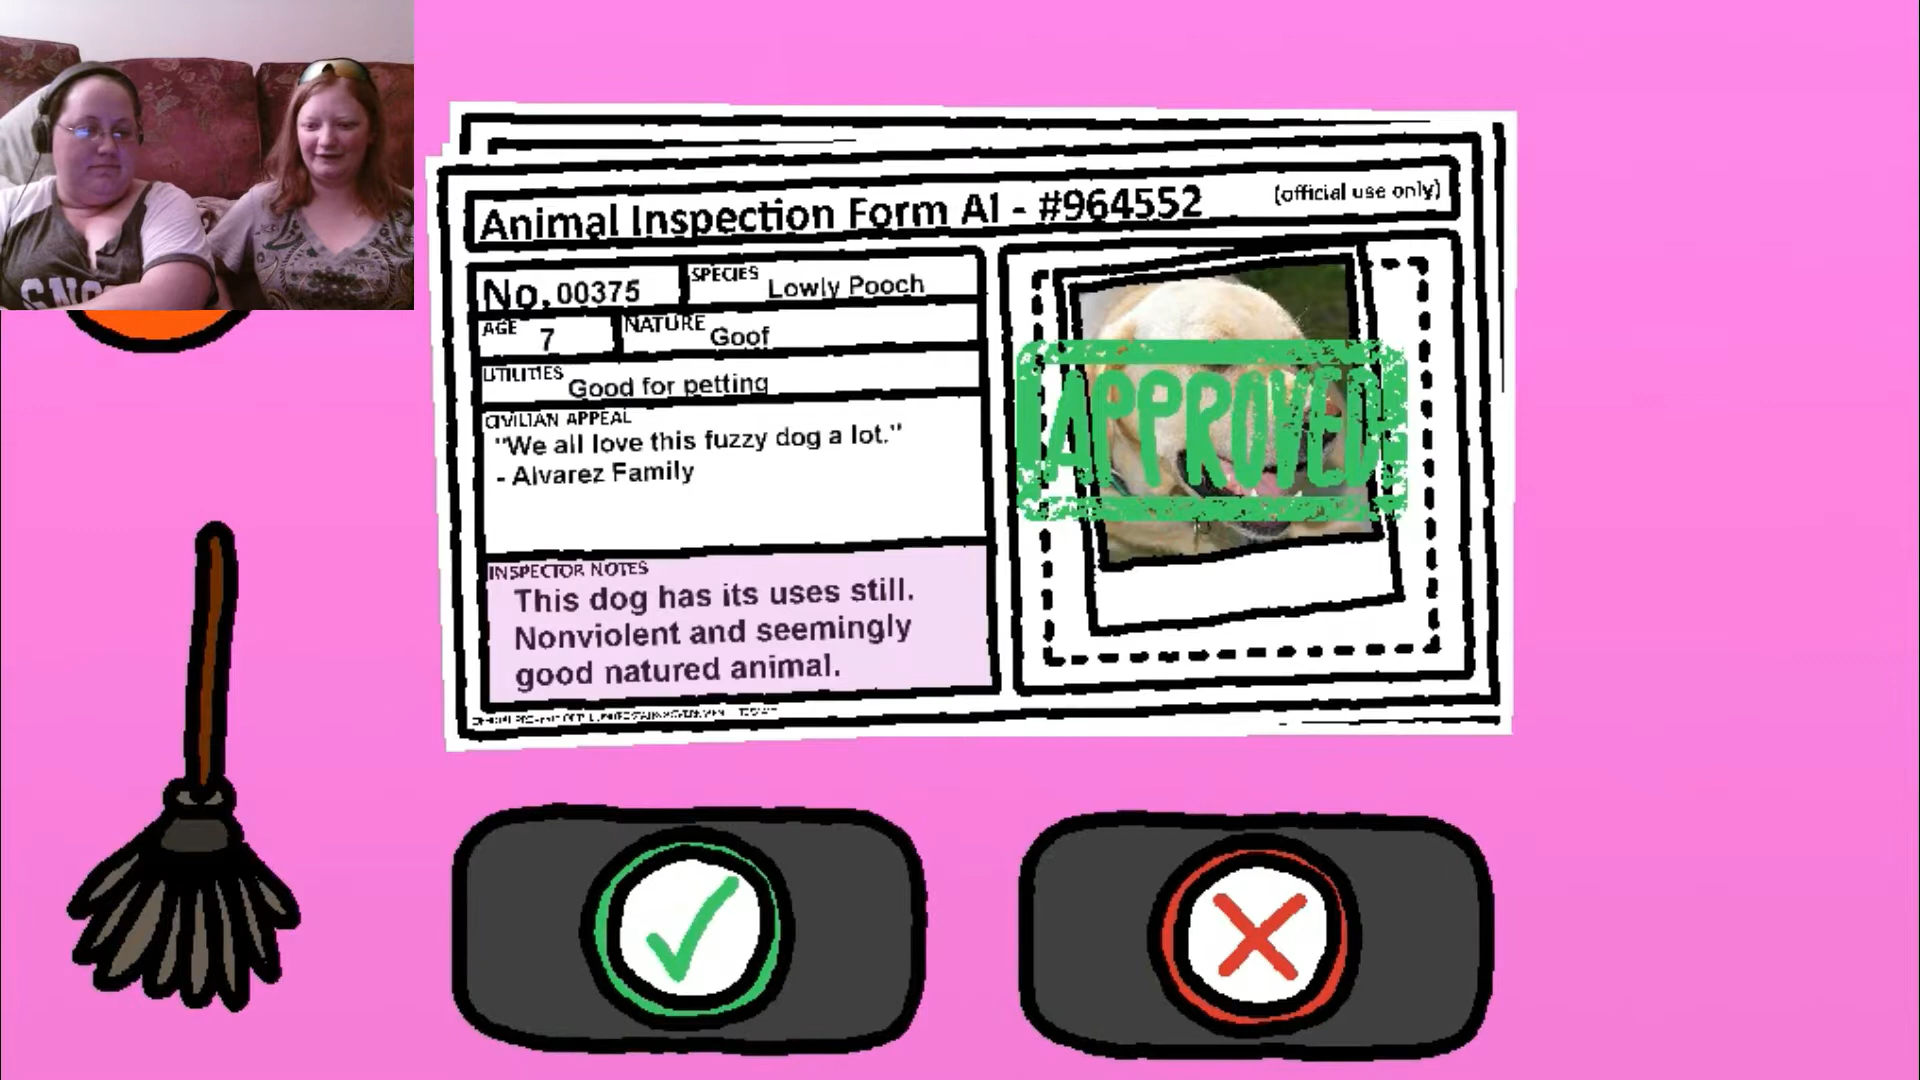 Animal Inspection Form AI - #964552
(official use only)
No. 00375
SPECIES Lowly Pooch
AGE 7
NATURE Goof
UTILITIES Good for petting
CIVILIAN APPEAL
"We all love this fuzzy dog a lot."
- Alvarez Family
INSPECTOR NOTES
This dog has its uses still.
Nonviolent and seemingly
good natured animal.
APPROVED!